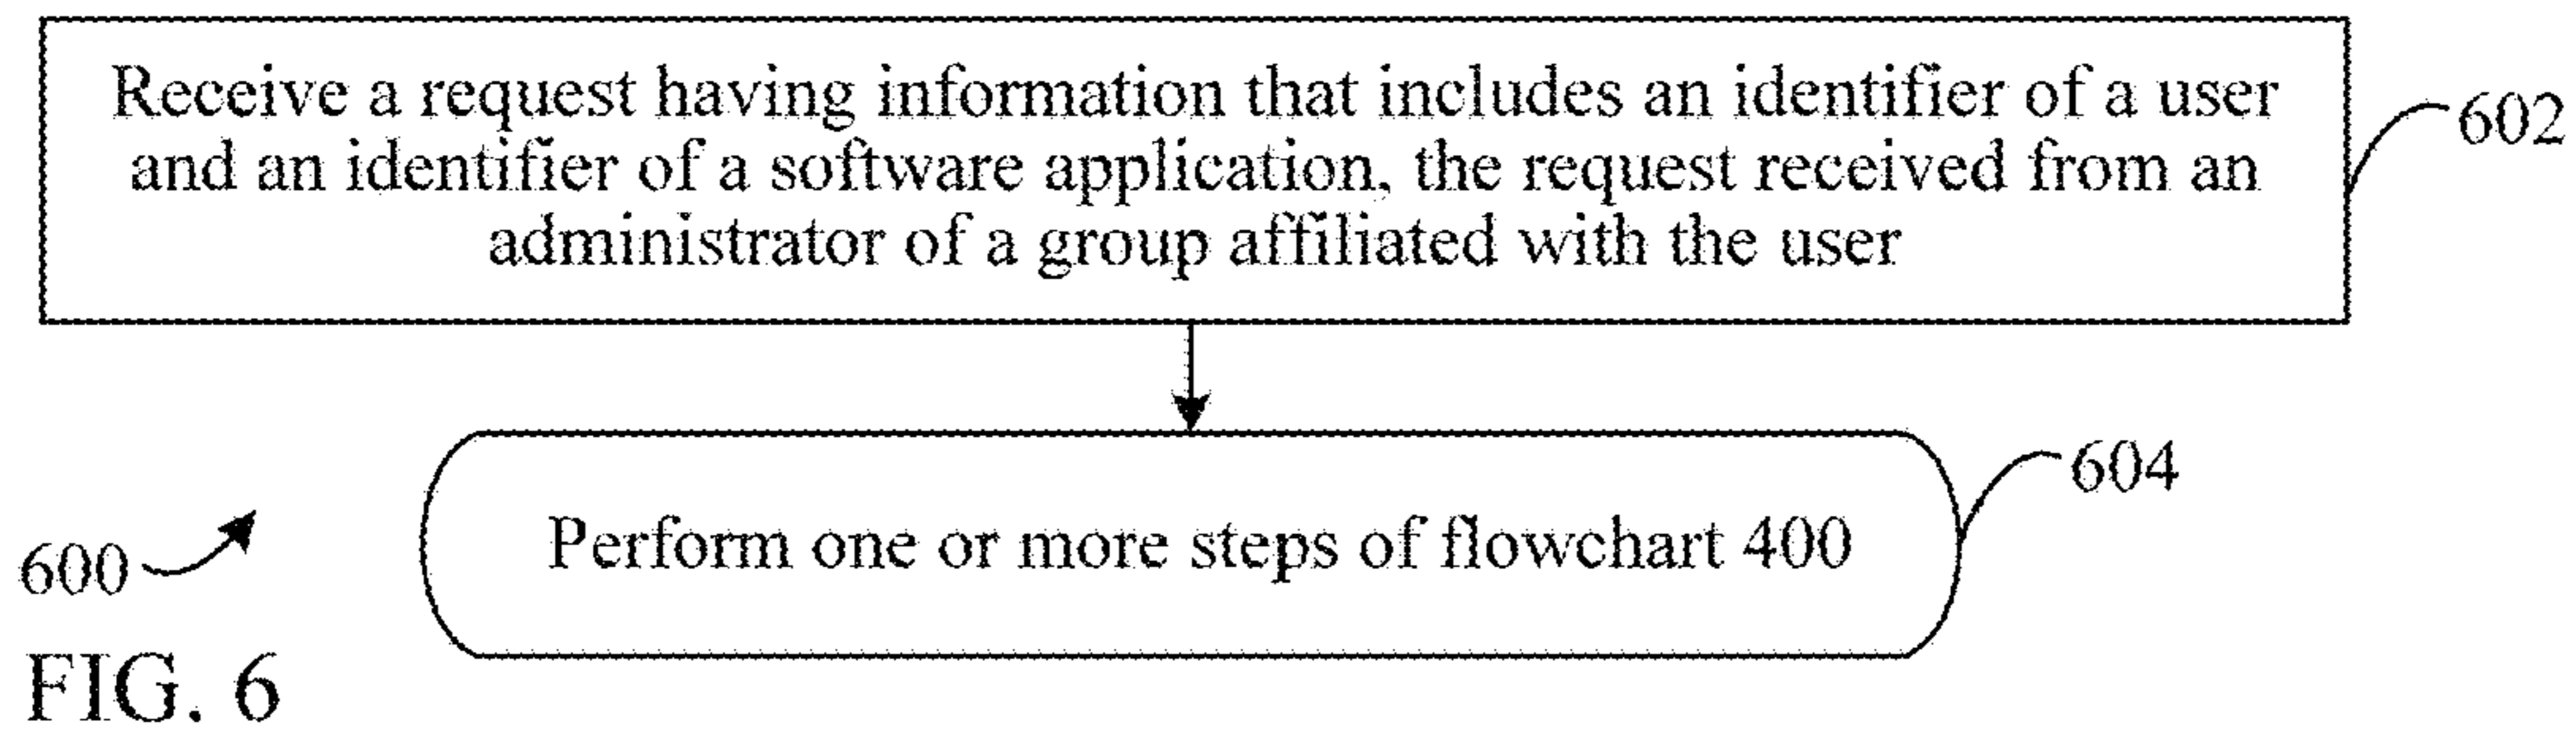 Receive a request having information that includes an identifier of a user
and an identifier of a software application, the request received from an
administrator of a group affiliated with the user
602
Perform one or more steps of flowchart 400
604
600
FIG. 6